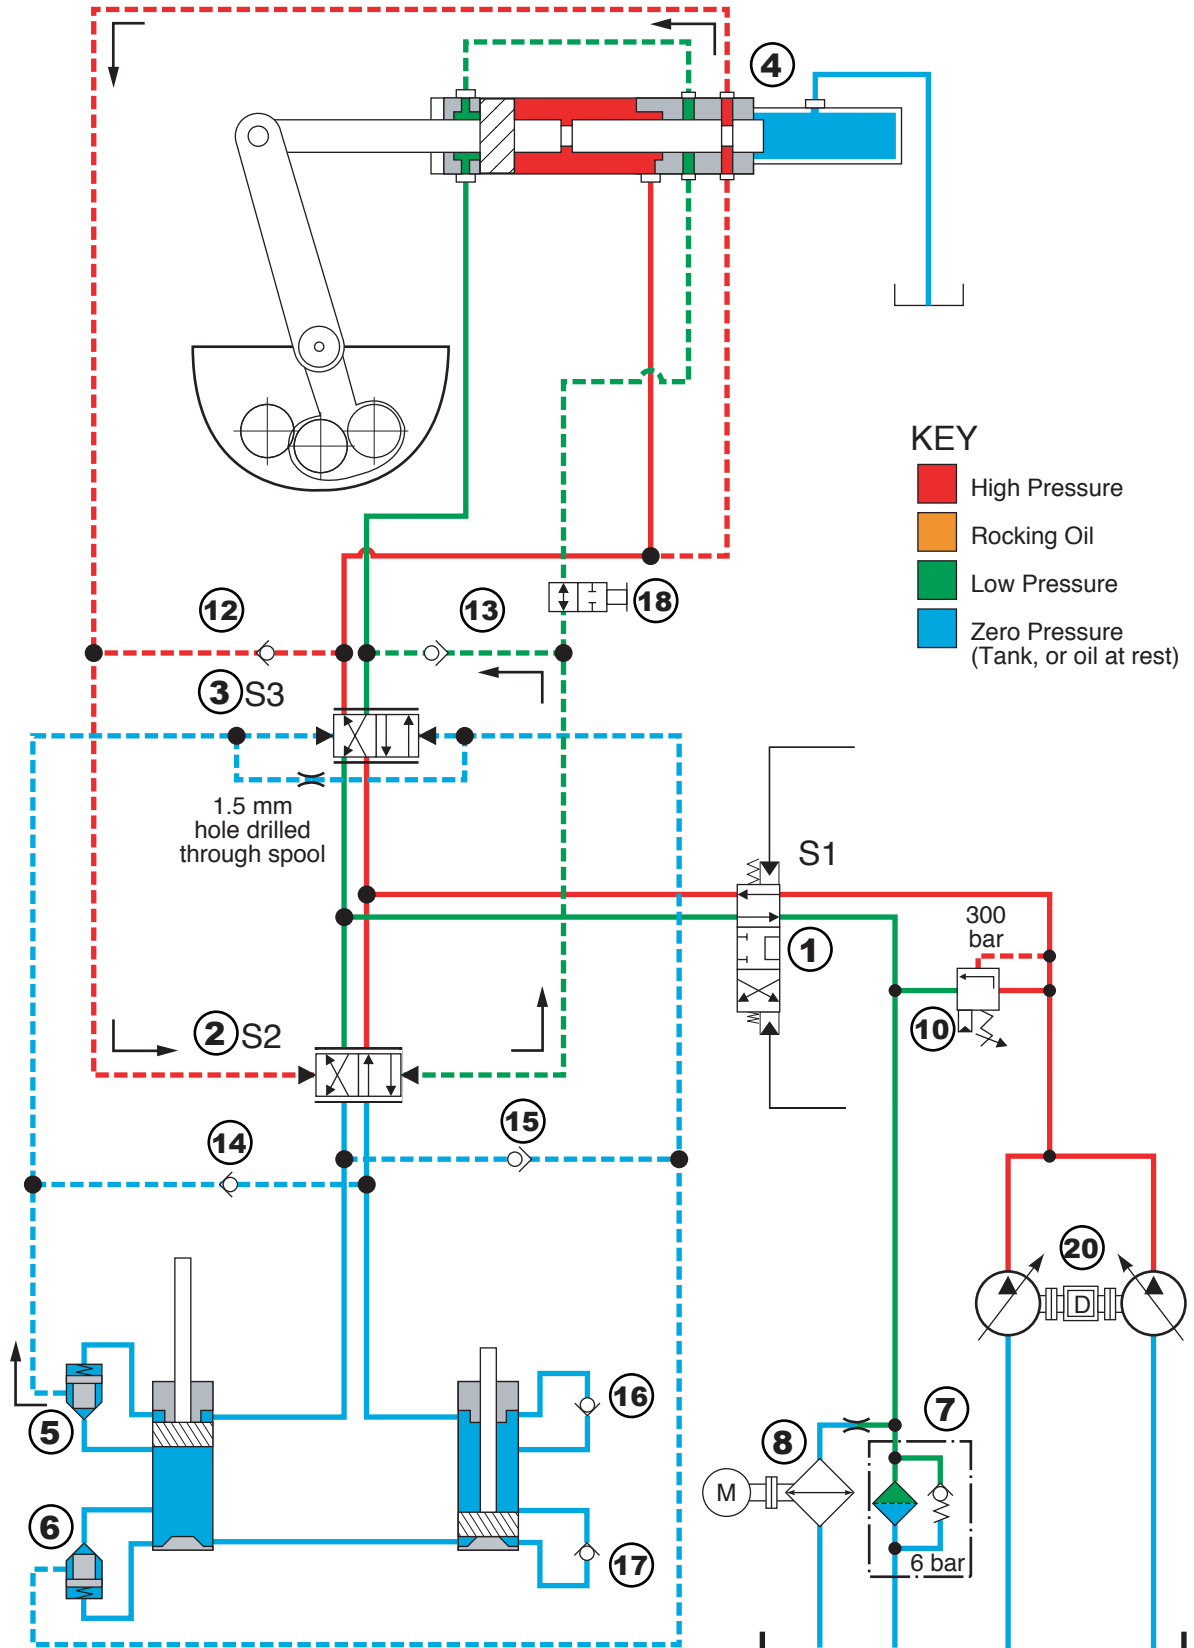 4
KEY
High Pressure
Rocking Oil
Low Pressure
Zero Pressure
(Tank, or oil at rest)
12
13
18
3 S3
1.5 mm
hole drilled
through spool
S1
1
300
bar
10
2 S2
14
15
20
D
5
16
7
8
M
6
17
6 bar